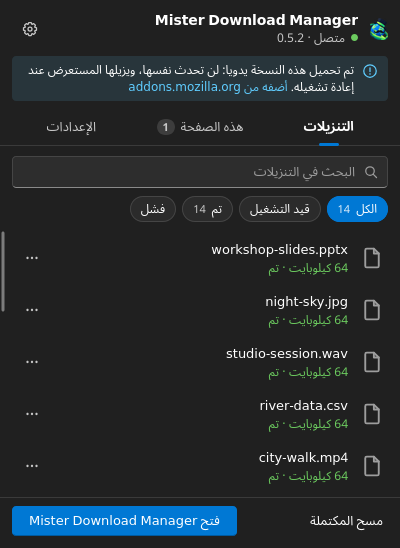 Mister Download Manager
متصل · 0.5.2
تم تحميل هذه النسخة يدويا: لن تحدث نفسها، ويزيلها المستعرض عند
إعادة تشغيله. أضفه من addons.mozilla.org
التنزيلات
هذه الصفحة 1
الإعدادات
البحث في التنزيلات
الكل 14
قيد التشغيل
تم 14
فشل
workshop-slides.pptx
64 كيلوبايت · تم
night-sky.jpg
64 كيلوبايت · تم
studio-session.wav
64 كيلوبايت · تم
river-data.csv
64 كيلوبايت · تم
city-walk.mp4
64 كيلوبايت · تم
مسح المكتملة
فتح Mister Download Manager